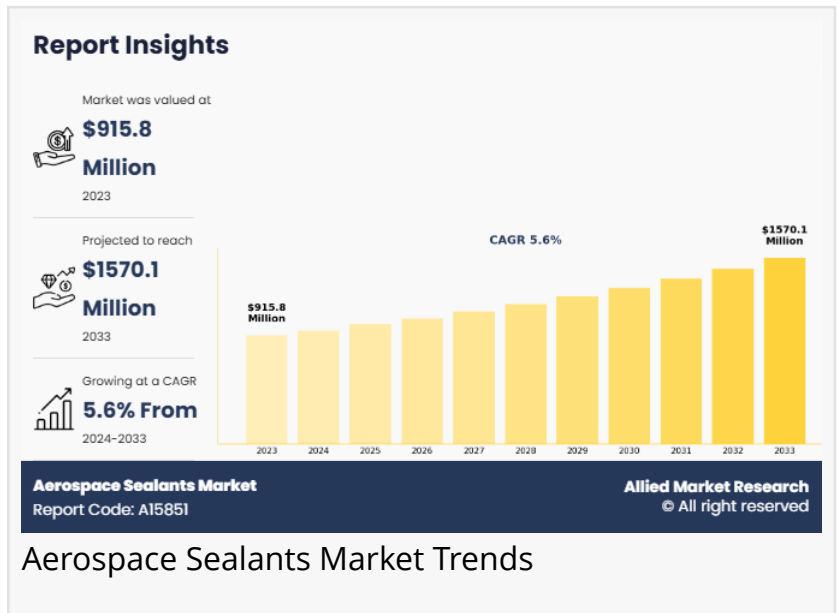 Report Insights
Market was valued at
$915.8
Million
2023
Projected to reach
$1570.1
Million
2033
Growing at a CAGR
5.6% From
2024-2033
CAGR 5.6%
$915.8
Million
$1570.1
Million
2023 2024 2025 2026 2027 2028 2029 2030 2031 2032 2033
Aerospace Sealants Market
Report Code: A15851
Allied Market Research
© All right reserved
Aerospace Sealants Market Trends